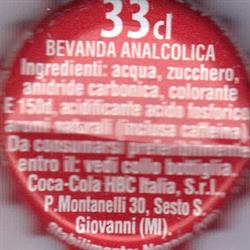 33cl
BEVANDA ANALCOLICA
Ingredienti: acqua, zucchero,
anidride carbonica, colorante
E 150d, acidificante acido fosforico
aromi naturali (inclusa caffeina)
Da consumarsi preferibilmente
entro il: vedi collo bottiglia.
Coca-Cola HBC Italia, S.r.l.
P. Montanelli 30, Sesto S.
Giovanni (MI).
Stabilimento